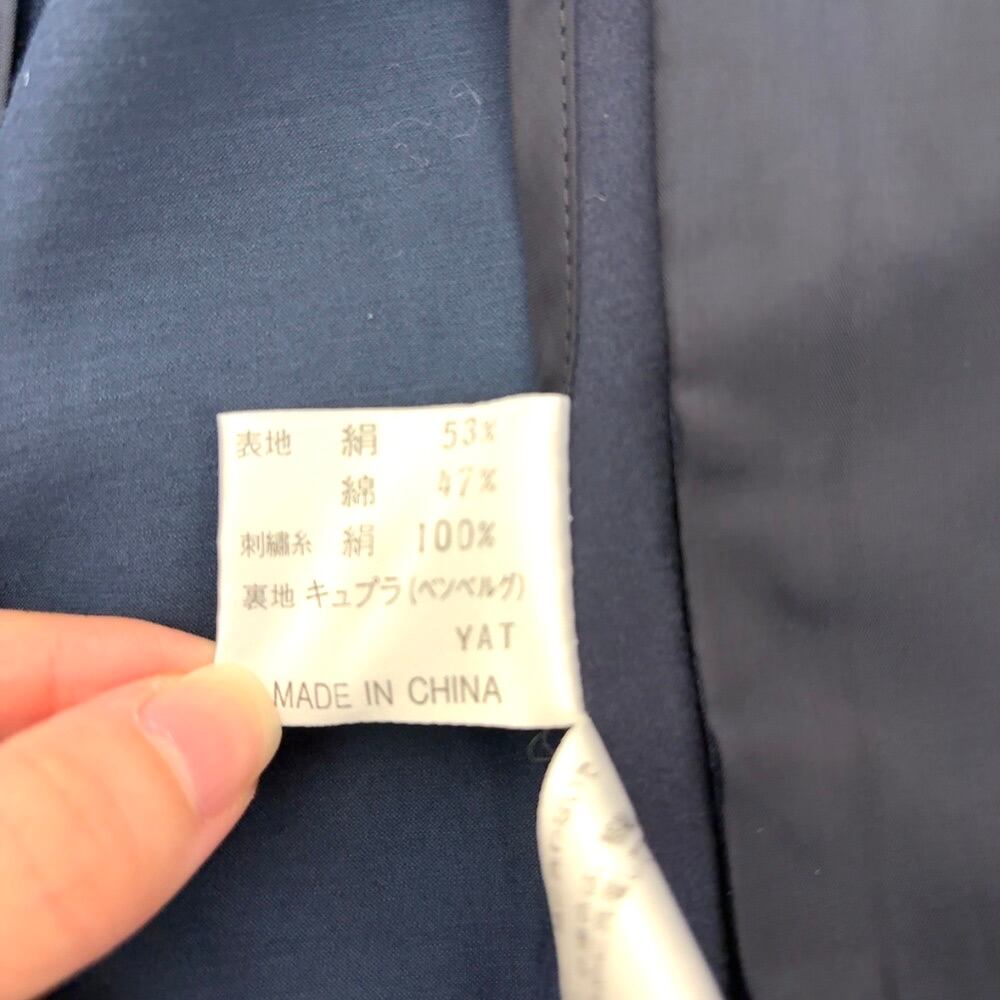 表地 絹 53%
綿 47%
刺繍糸 絹 100%
裏地 キュプラ(ベンベルグ)
YAT
MADE IN CHINA